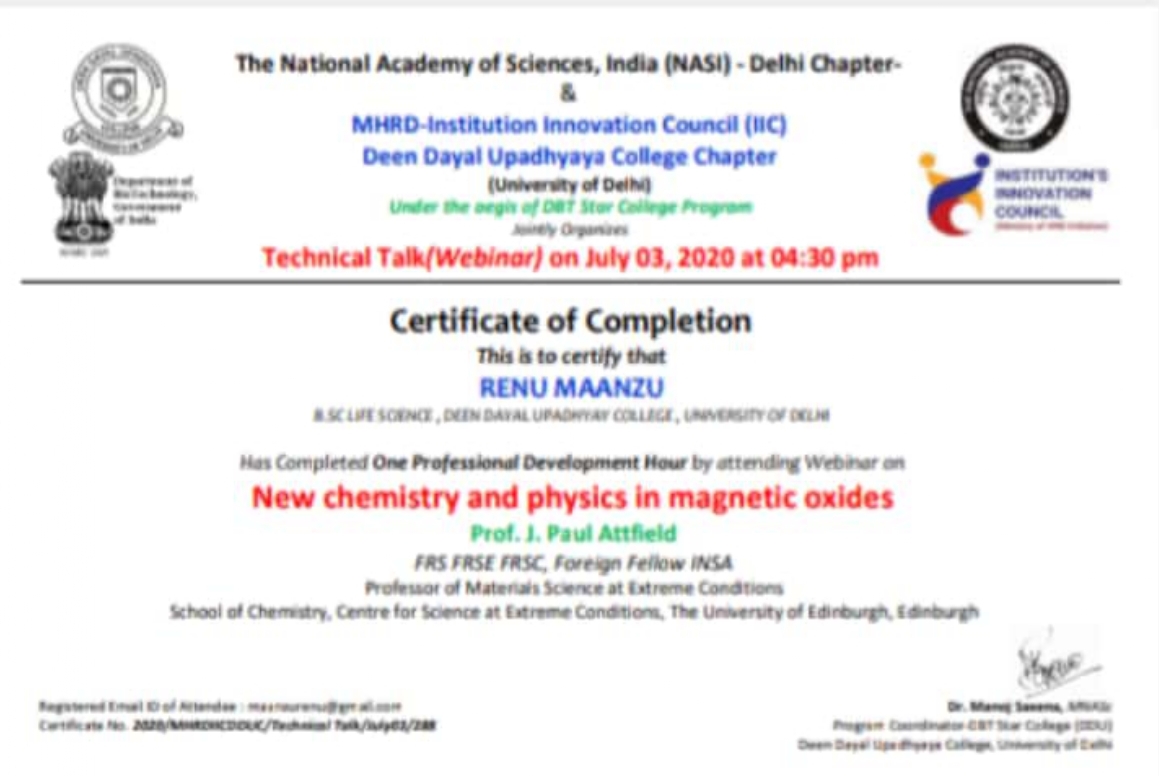 The National Academy of Sciences, India (NASI) - Delhi Chapter-
&
MHRD-Institution Innovation Council (IIC)
Deen Dayal Upadhyaya College Chapter
(University of Delhi)
Under the aegis of DBT Star College Program
Jointly Organizes
Technical Talk(Webinar) on July 03, 2020 at 04:30 pm
Department of
BioTechnology,
Government
of India
INSTITUTION'S
INNOVATION
COUNCIL
Certificate of Completion
This is to certify that
RENU MAANZU
B.SC LIFE SCIENCE , DEEN DAYAL UPADHYAY COLLEGE , UNIVERSITY OF DELHI
Has Completed One Professional Development Hour by attending Webinar on
New chemistry and physics in magnetic oxides
Prof. J. Paul Attfield
FRS FRSE FRSC, Foreign Fellow INSA
Professor of Materials Science at Extreme Conditions
School of Chemistry, Centre for Science at Extreme Conditions, The University of Edinburgh, Edinburgh
Registered Email ID of Attendee :
Certificate No. 2020/MHRDIICDDUC/Technical Talk/July03/288
Dr. Manoj Saxena,
Program Coordinator-DBT Star College (DDU)
Deen Dayal Upadhyaya College, University of Delhi